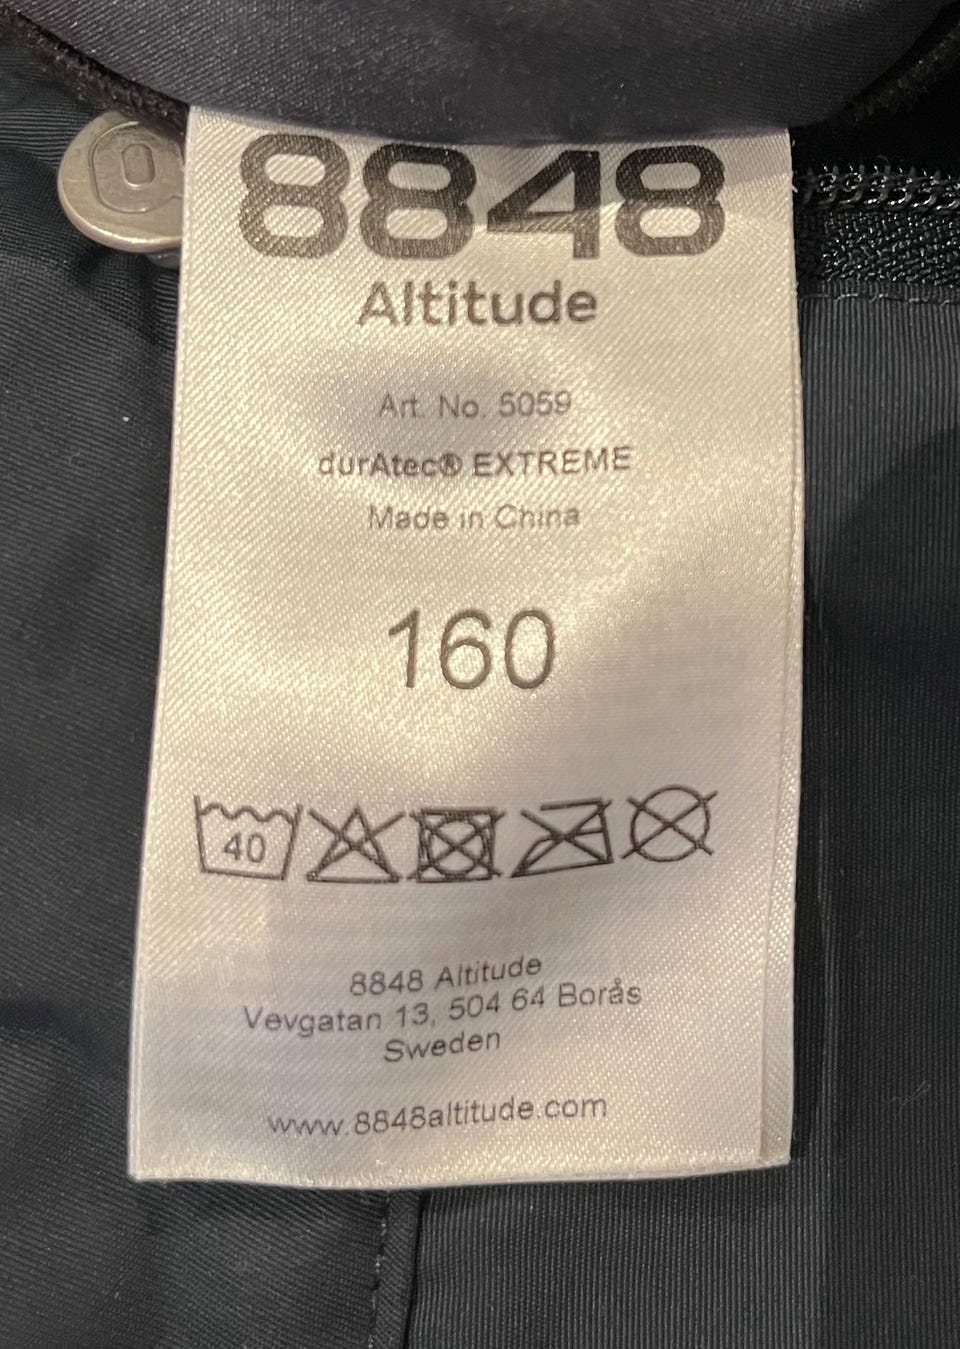 8848
Altitude
Art. No. 5059
durAtec® EXTREME
Made in China
160
40
8848 Altitude
Vevgatan 13, 504 64 Borås
Sweden
www.8848altitude.com